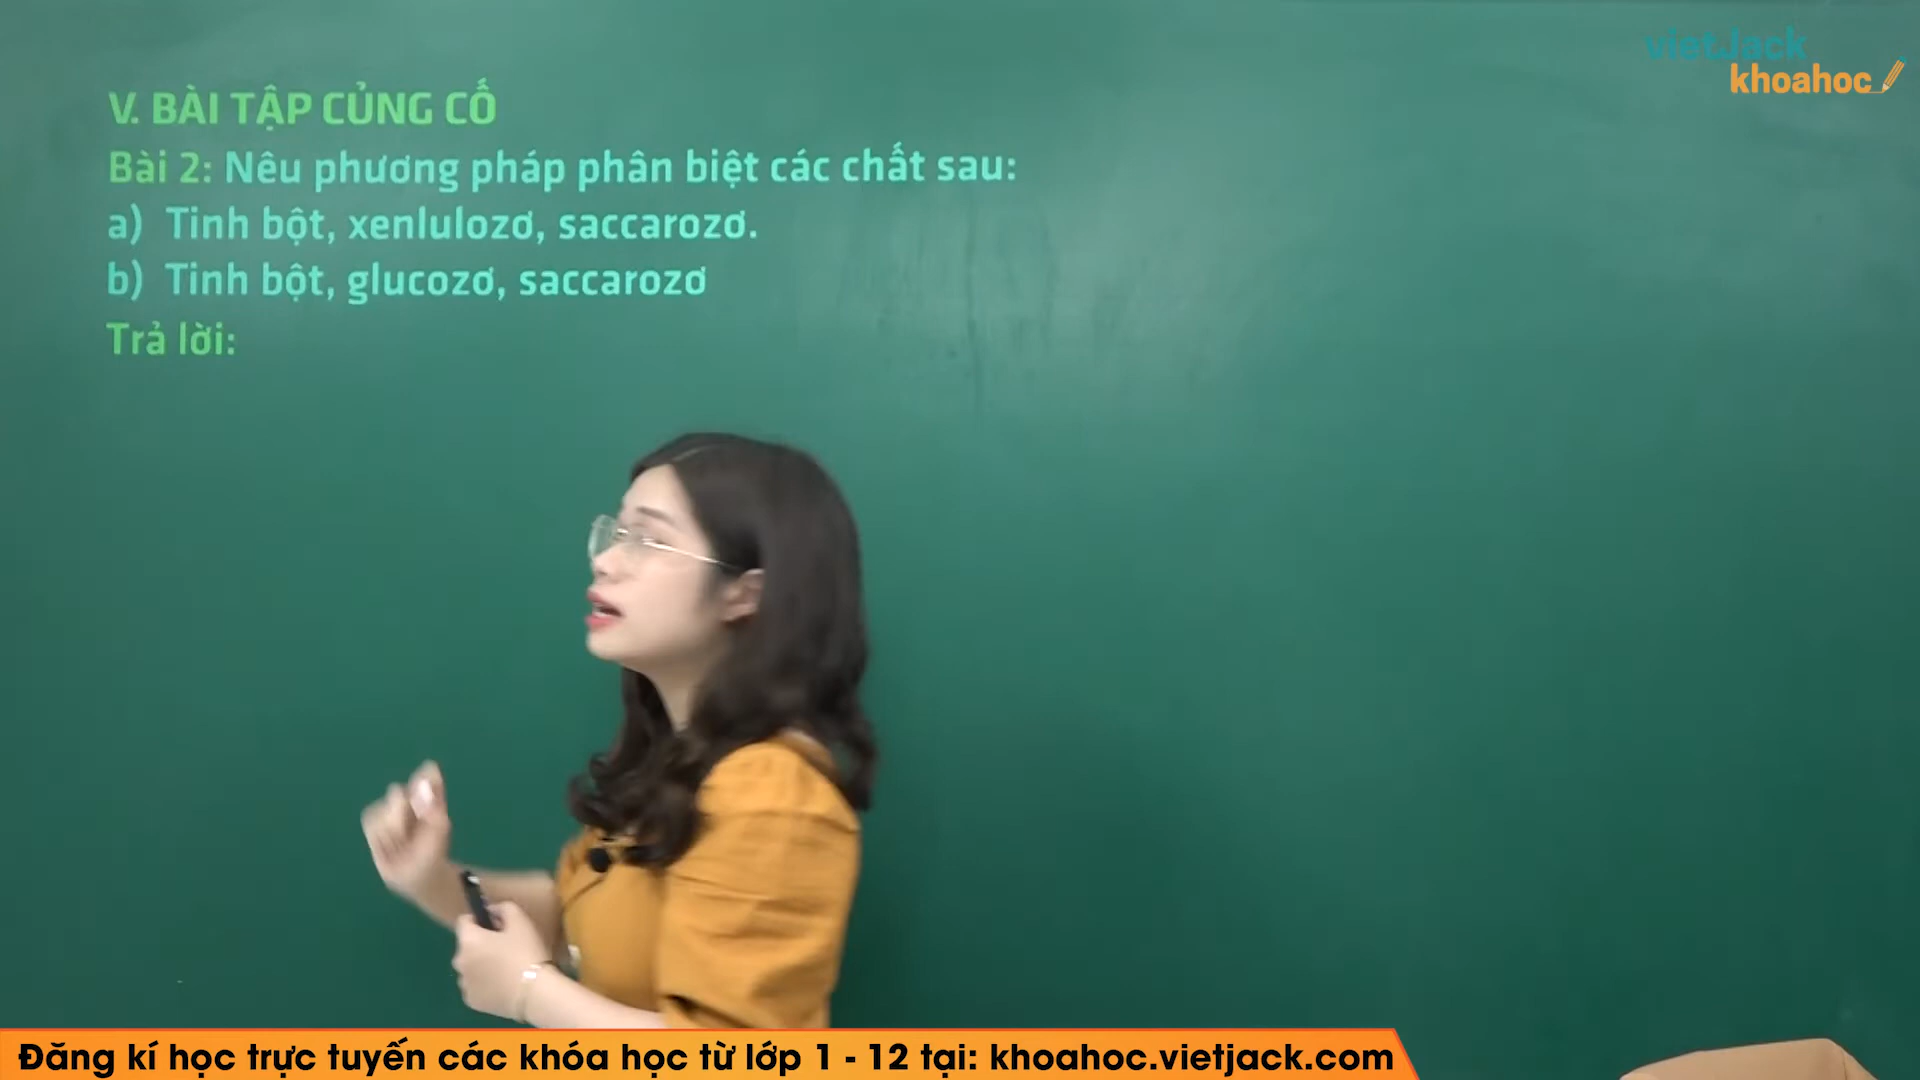 vietJack
khoahoc
V. BÀI TẬP CỦNG CỐ
Bài 2: Nêu phương pháp phân biệt các chất sau:
a) Tinh bột, xenlulozơ, saccarozơ.
b) Tinh bột, glucozơ, saccarozơ
Trả lời:
Đăng kí học trực tuyến các khóa học từ lớp 1 - 12 tại: khoahoc.vietjack.com